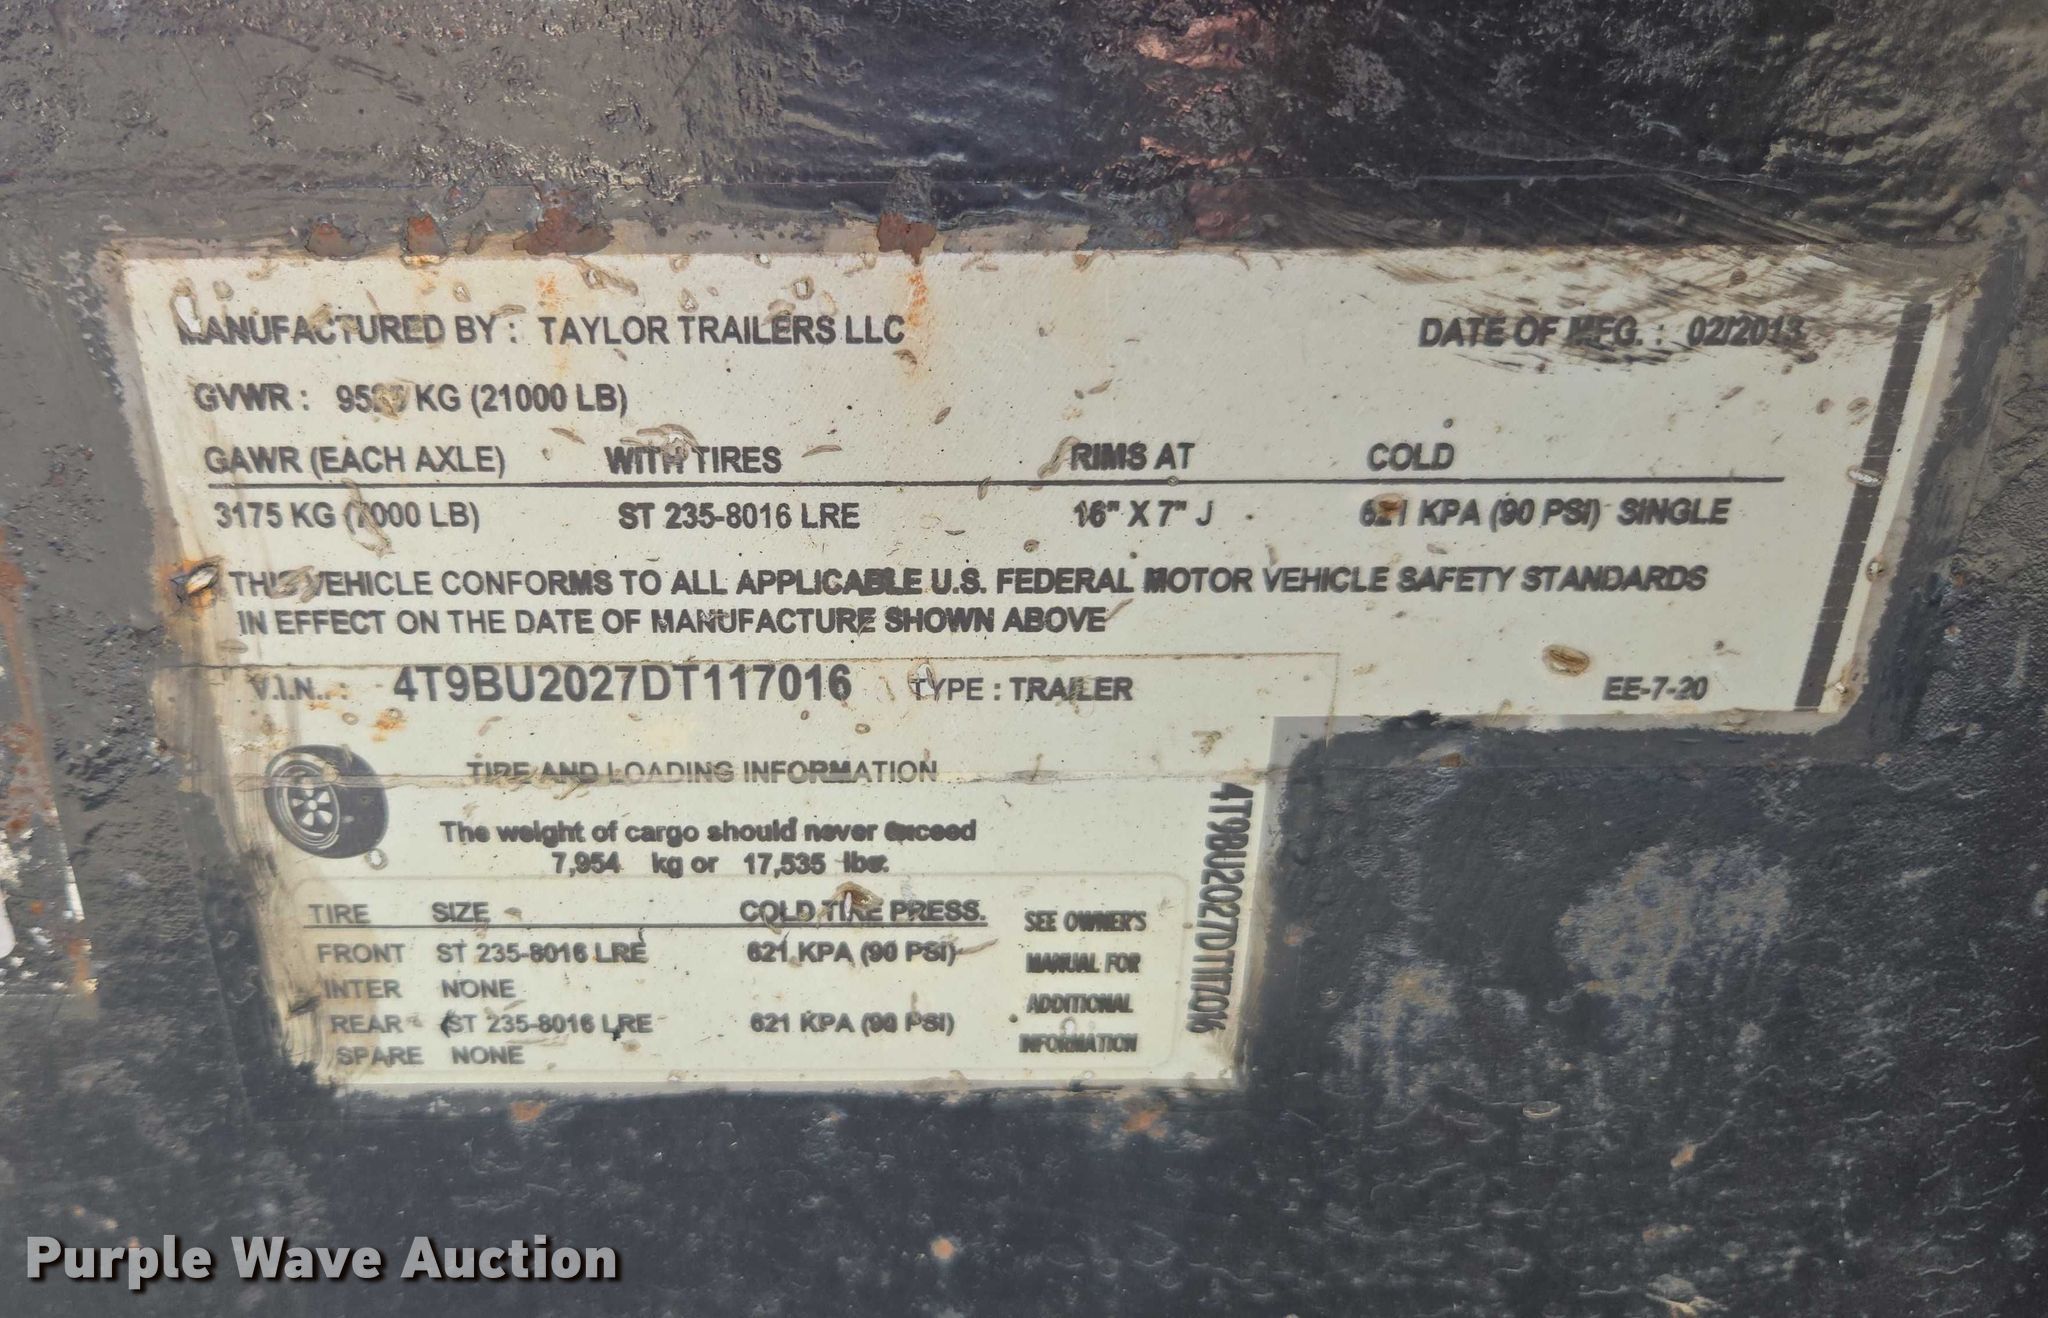 MANUFACTURED BY : TAYLOR TRAILERS LLC DATE OF MFG. : 02/2013
GVWR : KG (21000 LB)
GAWR (EACH AXLE) WITH TIRES RIMS AT COLD
3175 KG (7000 LB) ST 235-8016 LRE 16" X 7" J 621 KPA (90 PSI) SINGLE
THIS VEHICLE CONFORMS TO ALL APPLICABLE U.S. FEDERAL MOTOR VEHICLE SAFETY STANDARDS
IN EFFECT ON THE DATE OF MANUFACTURE SHOWN ABOVE
V.I.N. : 4T9BU2027DT117016 TYPE : TRAILER EE-7-20
TIRE AND LOADING INFORMATION
The weight of cargo should never exceed
7,954 kg or 17,535 lbs.
TIRE SIZE COLD TIRE PRESS.
FRONT ST 235-8016 LRE 621 KPA (90 PSI)
INTER NONE
REAR ST 235-8016 LRE 621 KPA (90 PSI)
SPARE NONE
SEE OWNER'S
MANUAL FOR
ADDITIONAL
INFORMATION
4T9BU2027DT117016
Purple Wave Auction